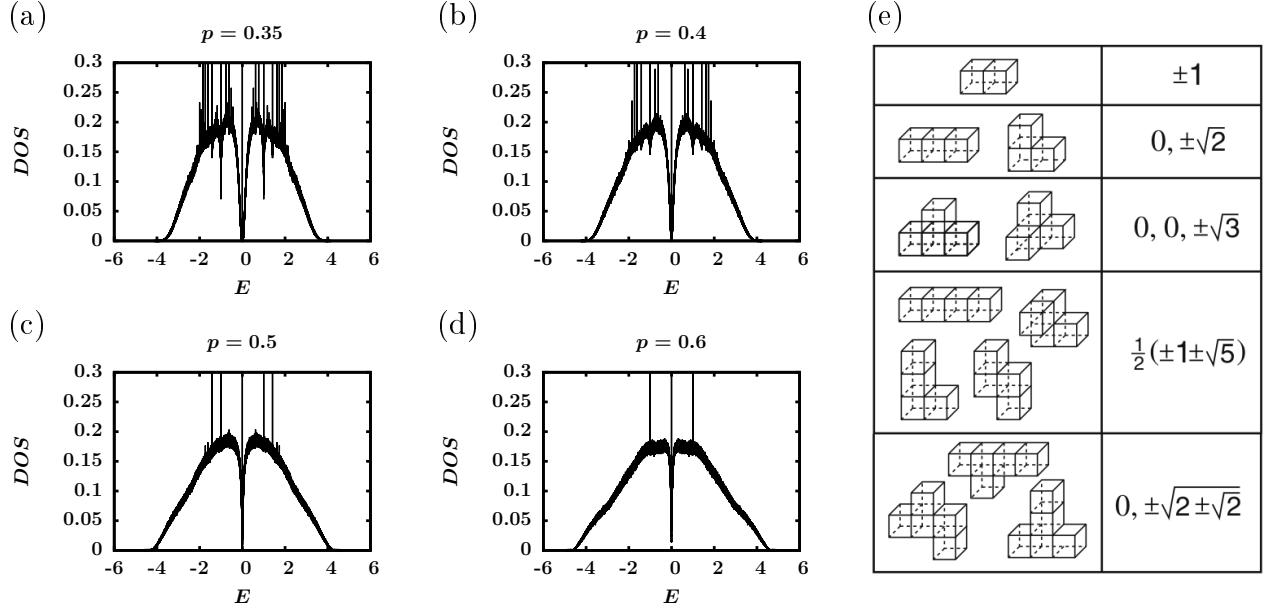 (a)
p = 0.35
DOS
0.3
0.25
0.2
0.15
0.1
0.05
0
-6 -4 -2 0 2 4 6
E
(b)
p = 0.4
DOS
0.3
0.25
0.2
0.15
0.1
0.05
0
-6 -4 -2 0 2 4 6
E
(c)
p = 0.5
DOS
0.3
0.25
0.2
0.15
0.1
0.05
0
-6 -4 -2 0 2 4 6
E
(d)
p = 0.6
DOS
0.3
0.25
0.2
0.15
0.1
0.05
0
-6 -4 -2 0 2 4 6
E
(e)
±1
0, ±√2
0, 0, ±√3
½(±1±√5)
0, ±√(2 ±√2)